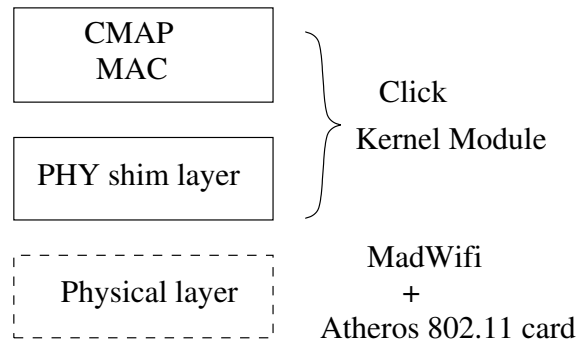 CMAP
MAC
Click
Kernel Module
PHY shim layer
Physical layer
MadWifi
+
Atheros 802.11 card